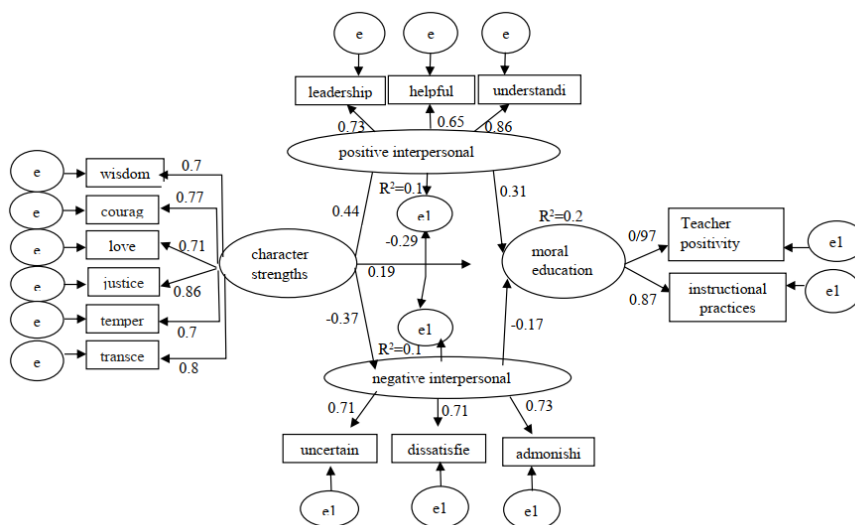 e e e
leadership helpful understandi
0.73 0.65 0.86
positive interpersonal
e wisdom 0.7
R²=0.1 0.31
e courag 0.77
0.44 e1 R²=0.2
-0.29
Teacher
positivity
0/97 e1
e love 0.71
character
strengths
0.19
moral
education
e justice 0.86
instructional
practices
0.87 e1
e temper 0.7
-0.37 e1 -0.17
e transce 0.8
R²=0.1
negative interpersonal
0.71 0.71 0.73
uncertain dissatisfie admonishi
e1 e1 e1